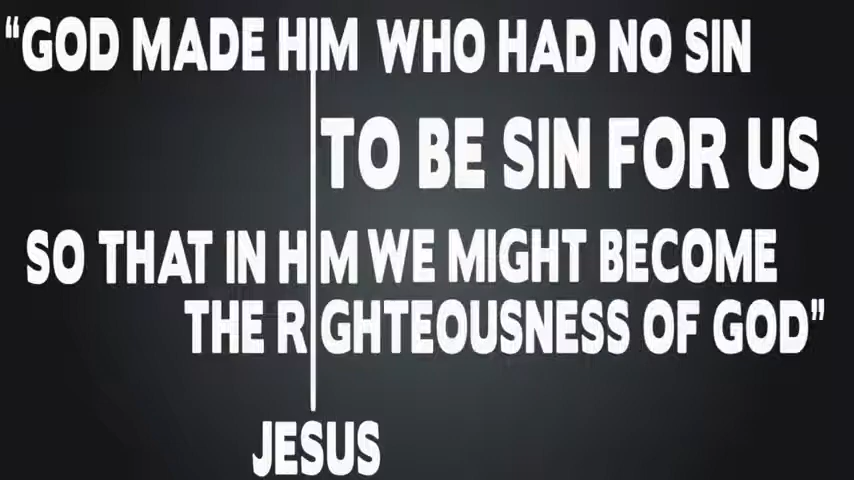 “GOD MADE HIM WHO HAD NO SIN
TO BE SIN FOR US
SO THAT IN HIM WE MIGHT BECOME
THE RIGHTEOUSNESS OF GOD”
JESUS